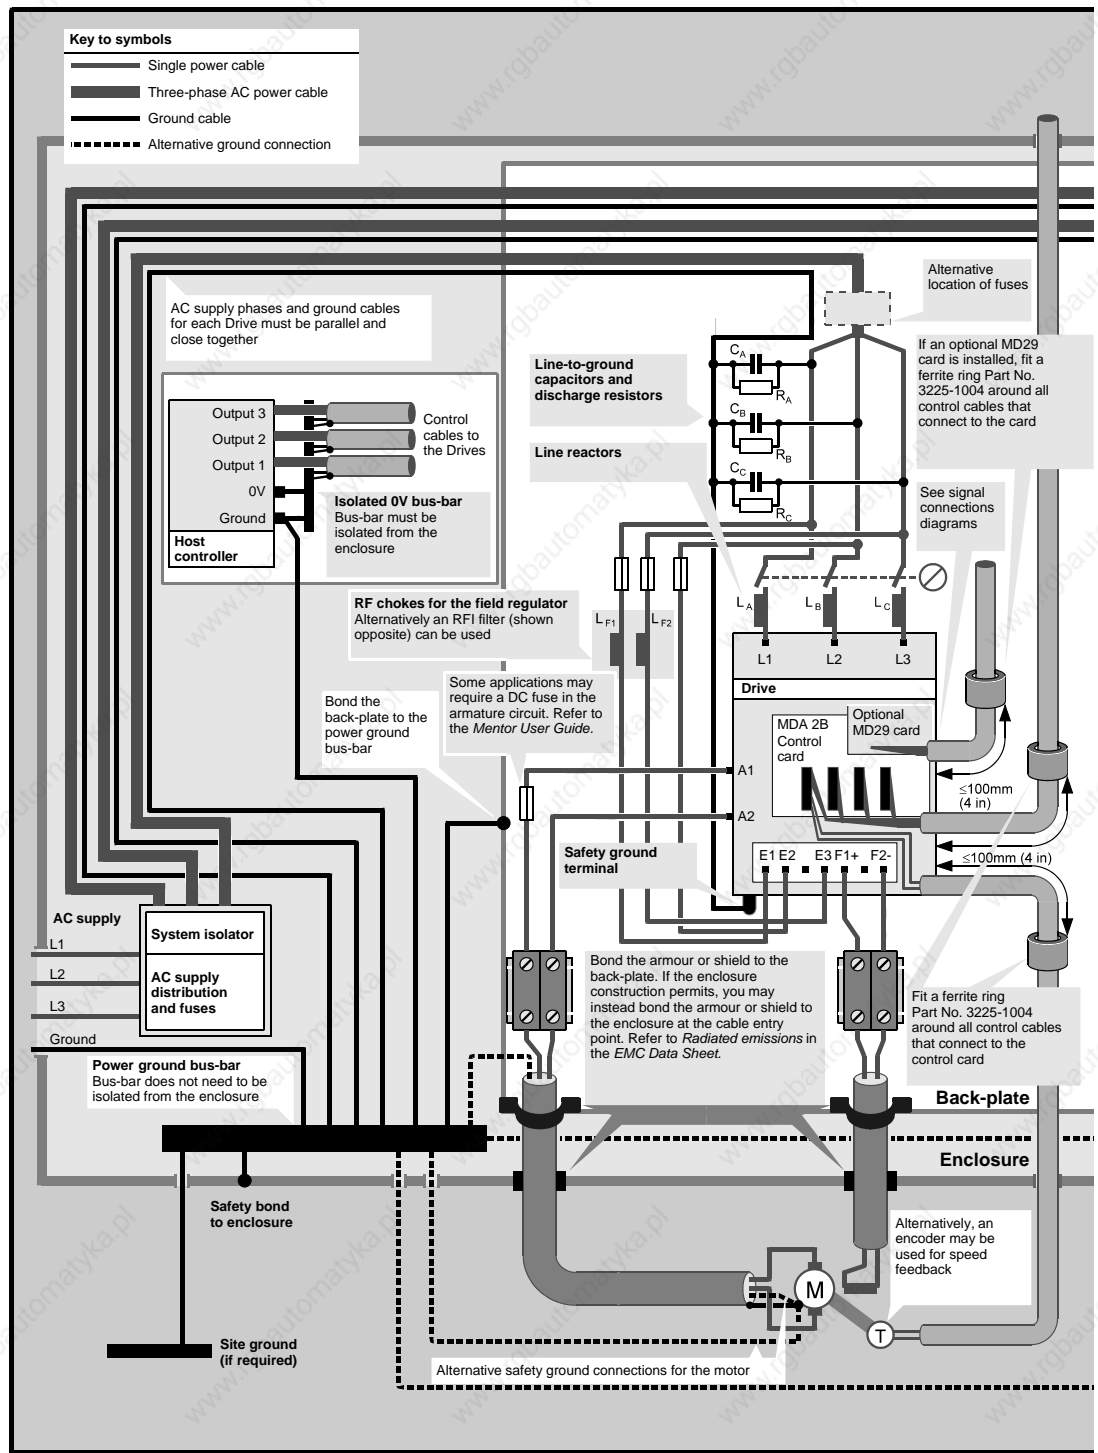 Key to symbols
Single power cable
Three-phase AC power cable
Ground cable
Alternative ground connection
AC supply phases and ground cables
for each Drive must be parallel and
close together
Alternative
location of fuses
If an optional MD29
card is installed, fit a
ferrite ring Part No.
3225-1004 around all
control cables that
connect to the card
Line-to-ground
capacitors and
discharge resistors
Line reactors
CA
RA
CB
RB
CC
RC
Output 3
Output 2
Output 1
0V
Ground
Host
controller
Control
cables to
the Drives
Isolated 0V bus-bar
Bus-bar must be
isolated from the
enclosure
See signal
connections
diagrams
RF chokes for the field regulator
Alternatively an RFI filter (shown
opposite) can be used
LF1
LF2
LA
LB
LC
L1
L2
L3
Drive
Some applications may
require a DC fuse in the
armature circuit. Refer to
the Mentor User Guide.
Bond the
back-plate to the
power ground
bus-bar
MDA 2B
Control
card
Optional
MD29 card
A1
A2
≤100mm
(4 in)
≤100mm (4 in)
Safety ground
terminal
E1 E2 E3 F1+ F2-
AC supply
L1
L2
L3
Ground
System isolator
AC supply
distribution
and fuses
Bond the armour or shield to the
back-plate. If the enclosure
construction permits, you may
instead bond the armour or shield to
the enclosure at the cable entry
point. Refer to Radiated emissions in
the EMC Data Sheet.
Fit a ferrite ring
Part No. 3225-1004
around all control cables
that connect to the
control card
Power ground bus-bar
Bus-bar does not need to be
isolated from the enclosure
Back-plate
Enclosure
Safety bond
to enclosure
Alternatively, an
encoder may be
used for speed
feedback
M
T
Site ground
(if required)
Alternative safety ground connections for the motor
www.rgbautomatyka.pl